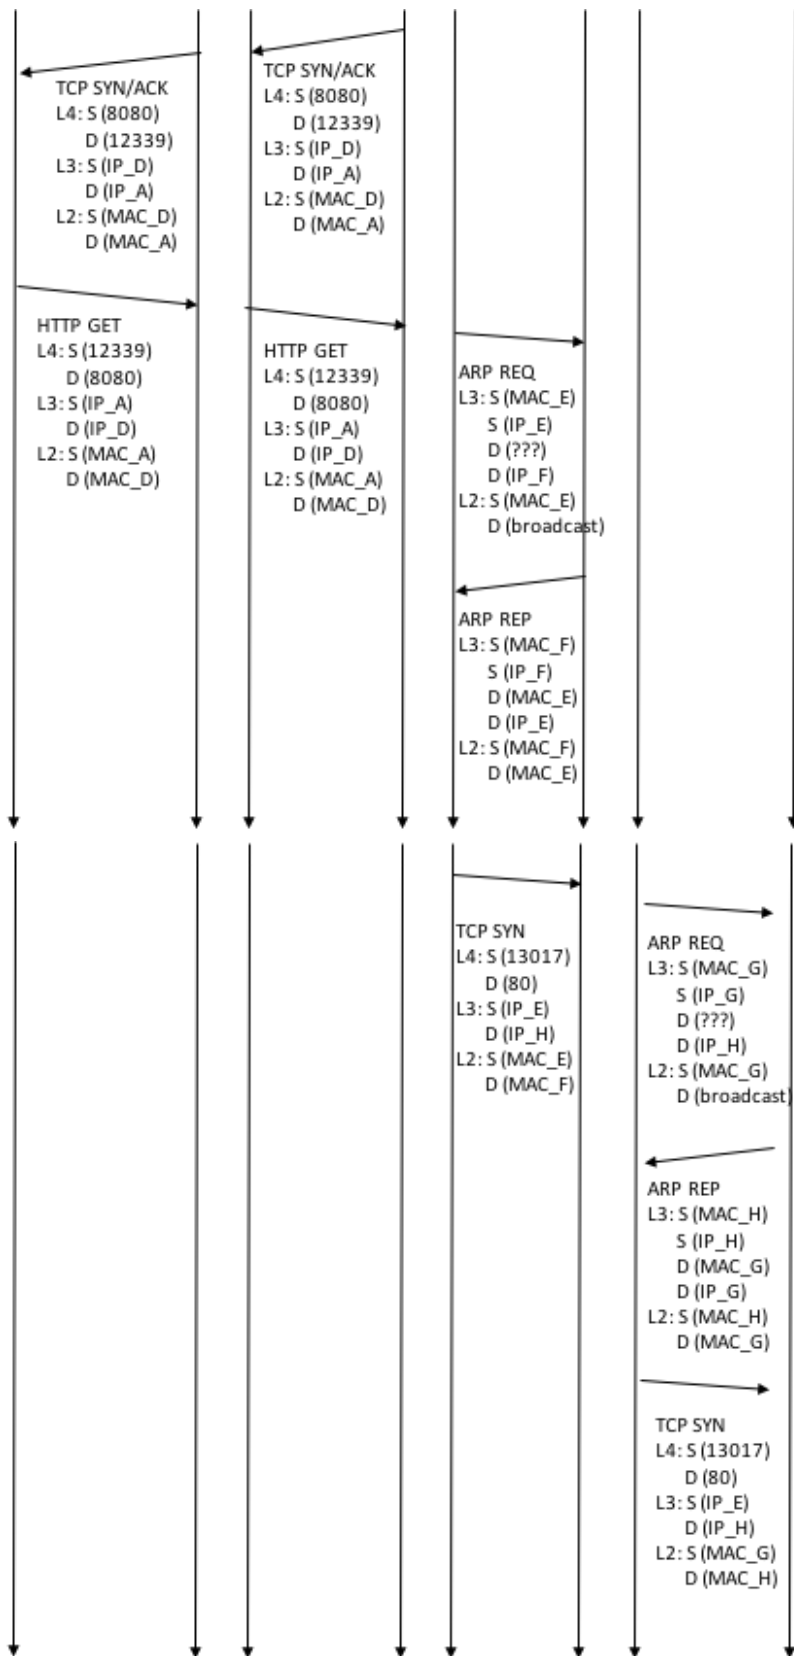 TCP SYN/ACK
L4: S (8080)
D (12339)
L3: S (IP_D)
D (IP_A)
L2: S (MAC_D)
D (MAC_A)
TCP SYN/ACK
L4: S (8080)
D (12339)
L3: S (IP_D)
D (IP_A)
L2: S (MAC_D)
D (MAC_A)
HTTP GET
L4: S (12339)
D (8080)
L3: S (IP_A)
D (IP_D)
L2: S (MAC_A)
D (MAC_D)
HTTP GET
L4: S (12339)
D (8080)
L3: S (IP_A)
D (IP_D)
L2: S (MAC_A)
D (MAC_D)
ARP REQ
L3: S (MAC_E)
S (IP_E)
D (???)
D (IP_F)
L2: S (MAC_E)
D (broadcast)
ARP REP
L3: S (MAC_F)
S (IP_F)
D (MAC_E)
D (IP_E)
L2: S (MAC_F)
D (MAC_E)
TCP SYN
L4: S (13017)
D (80)
L3: S (IP_E)
D (IP_H)
L2: S (MAC_E)
D (MAC_F)
ARP REQ
L3: S (MAC_G)
S (IP_G)
D (???)
D (IP_H)
L2: S (MAC_G)
D (broadcast)
ARP REP
L3: S (MAC_H)
S (IP_H)
D (MAC_G)
D (IP_G)
L2: S (MAC_H)
D (MAC_G)
TCP SYN
L4: S (13017)
D (80)
L3: S (IP_E)
D (IP_H)
L2: S (MAC_G)
D (MAC_H)